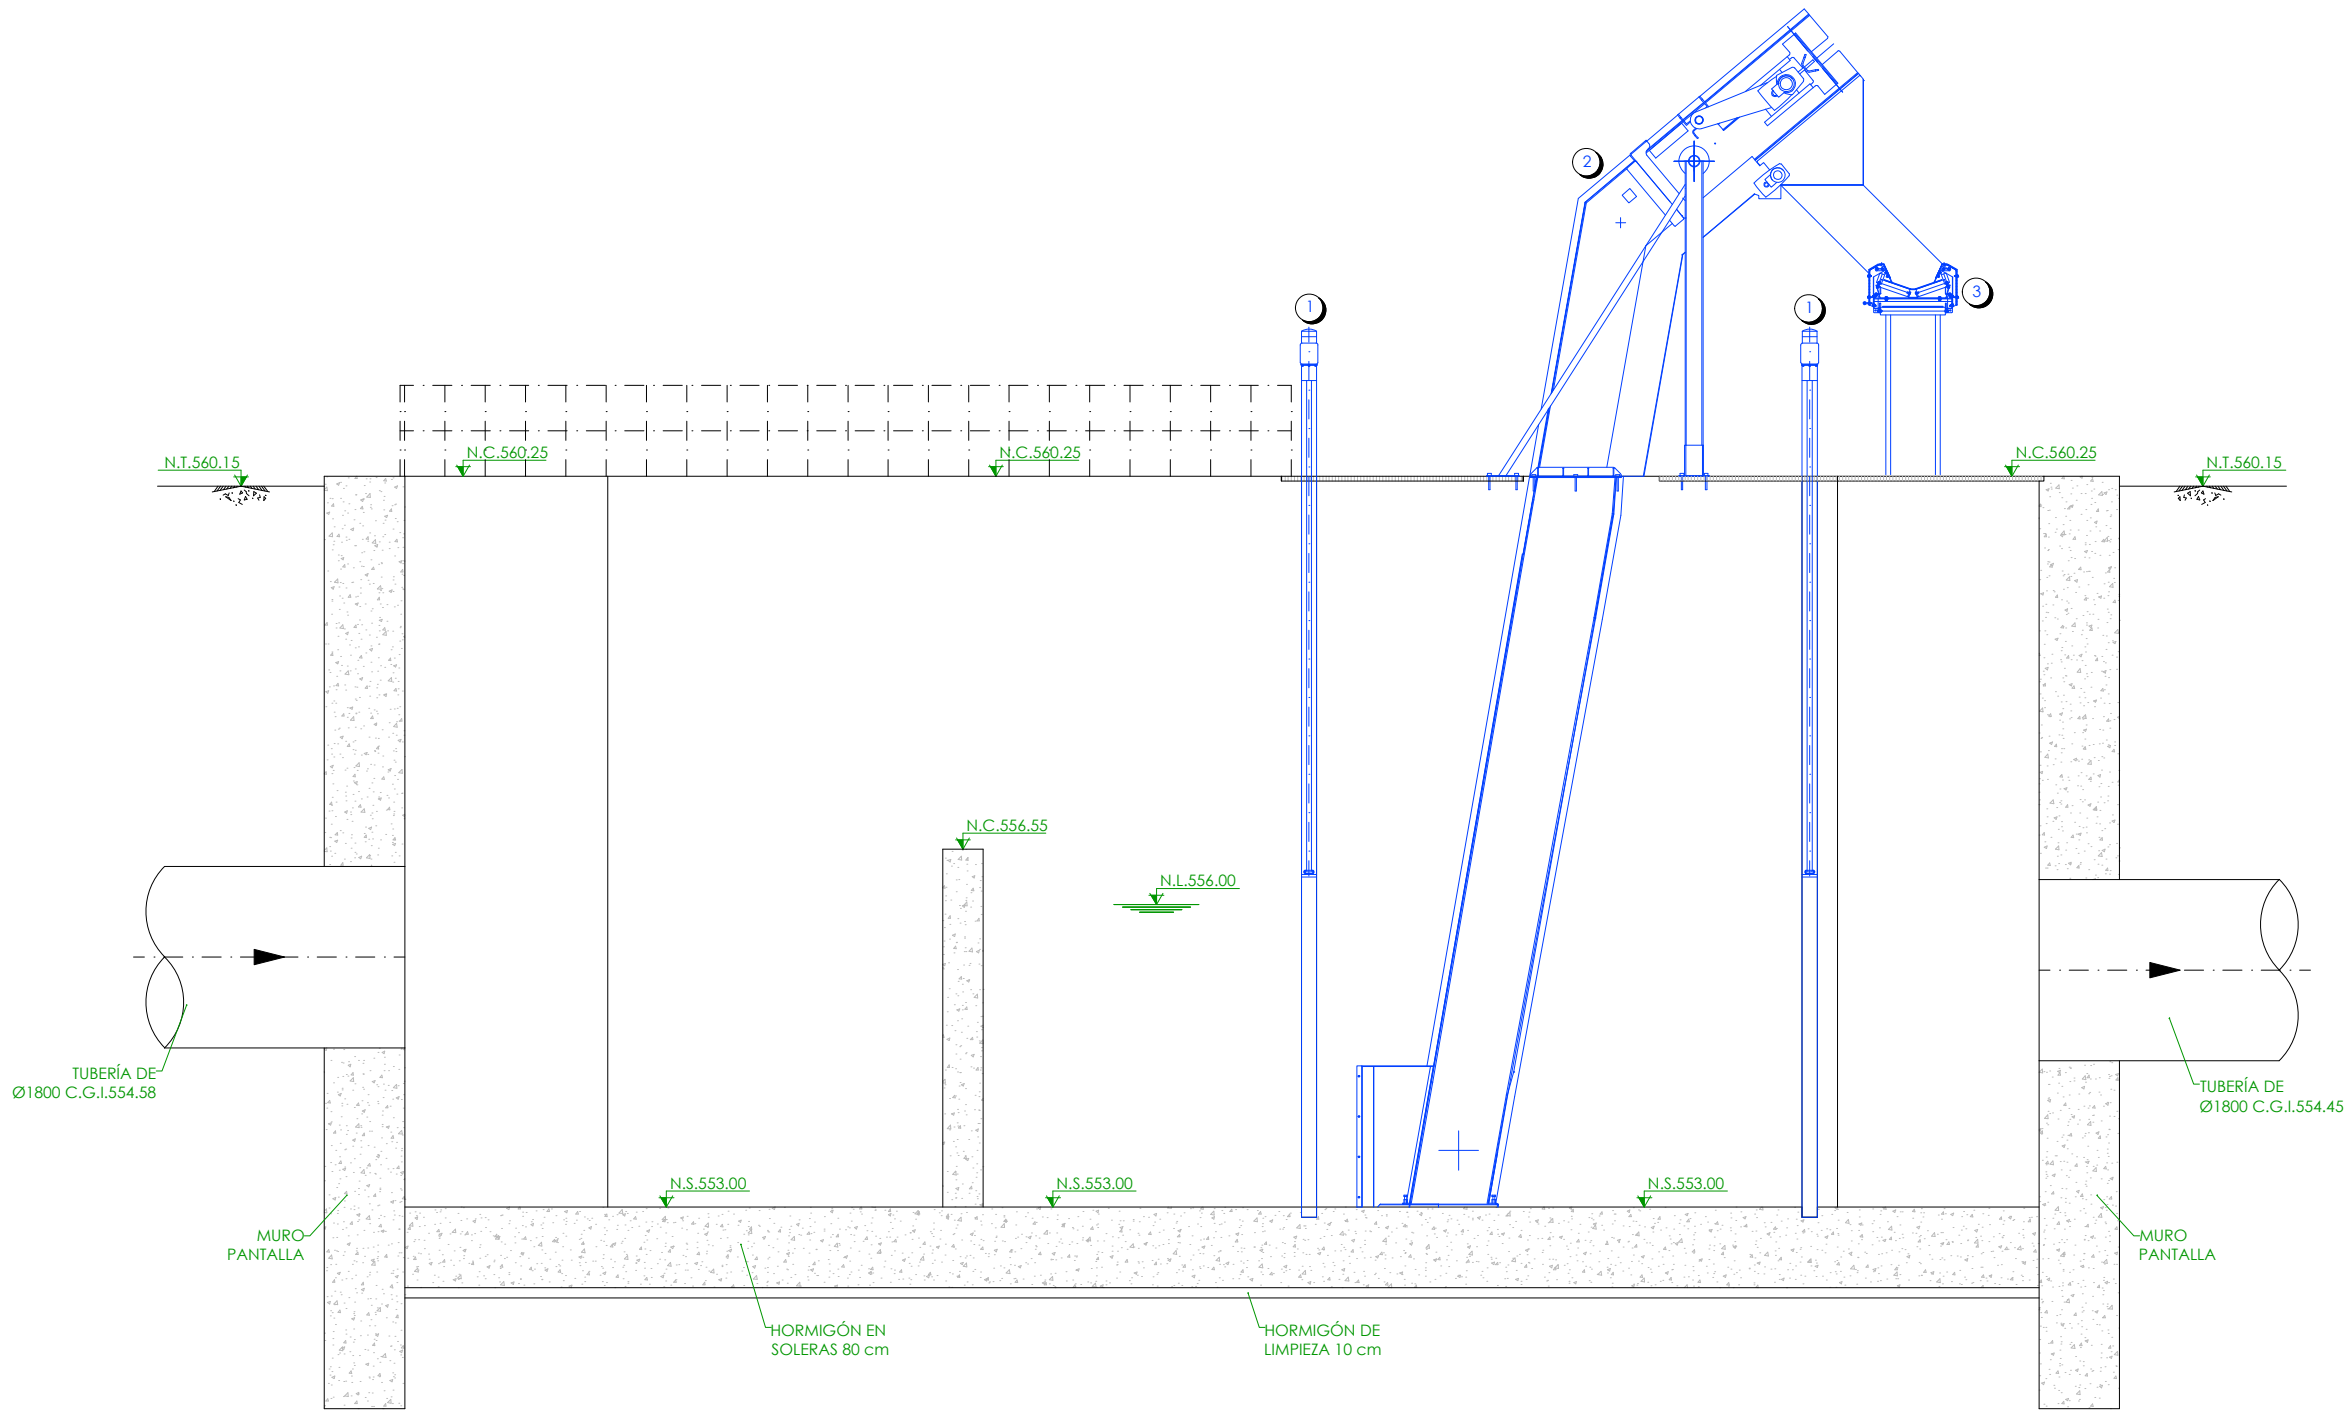 2
3
1
1
N.T.560.15
N.C.560.25
N.C.560.25
N.C.560.25
N.T.560.15
N.C.556.55
N.L.556.00
TUBERÍA DE
Ø1800 C.G.I.554.58
TUBERÍA DE
Ø1800 C.G.I.554.45
N.S.553.00
N.S.553.00
N.S.553.00
MURO
PANTALLA
MURO
PANTALLA
HORMIGÓN EN
SOLERAS 80 cm
HORMIGÓN DE
LIMPIEZA 10 cm